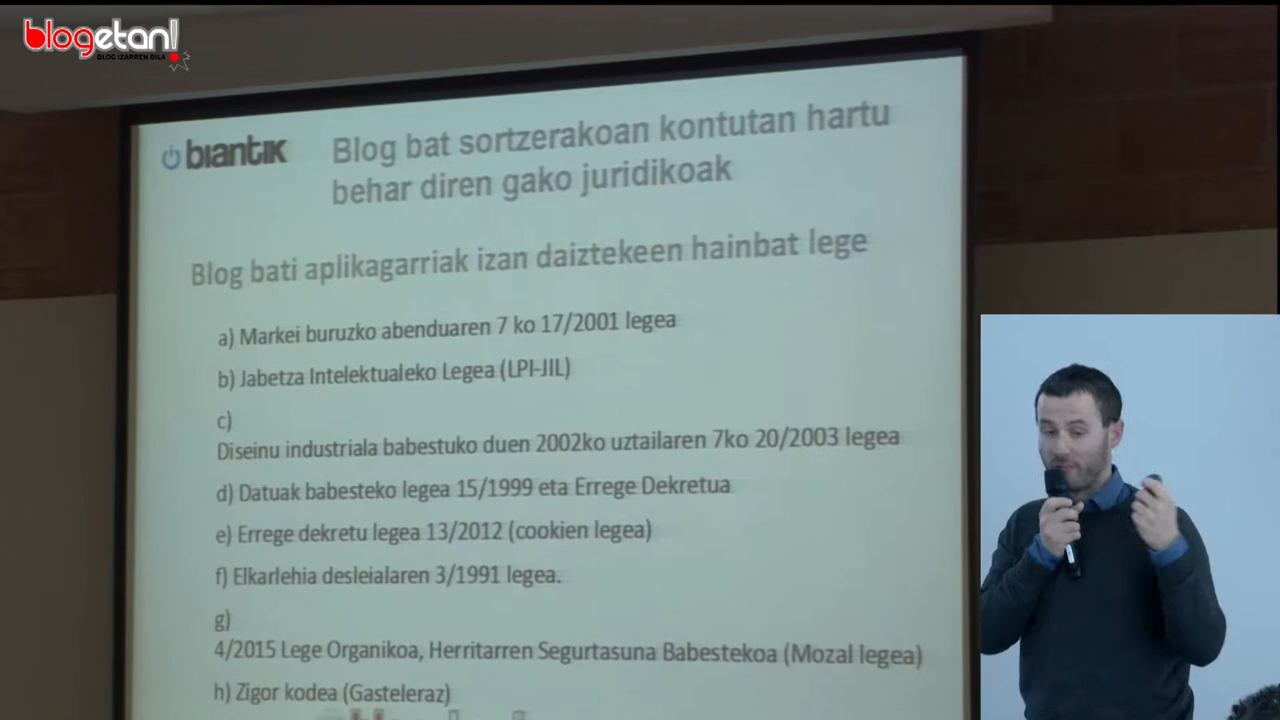 blogetan!
BLOG IZARREN BILA
biantik
Blog bat sortzerakoan kontutan hartu
behar diren gako juridikoak
Blog bati aplikagarriak izan daiztekeen hainbat lege
a) Markei buruzko abenduaren 7 ko 17/2001 legea
b) Jabetza Intelektualeko Legea (LPI-JIL)
c)
Diseinu industriala babestuko duen 2002ko uztailaren 7ko 20/2003 legea
d) Datuak babesteko legea 15/1999 eta Errege Dekretua
e) Errege dekretu legea 13/2012 (cookien legea)
f) Elkarlehia desleialaren 3/1991 legea.
g)
4/2015 Lege Organikoa, Herritarren Segurtasuna Babestekoa (Mozal legea)
h) Zigor kodea (Gasteleraz)